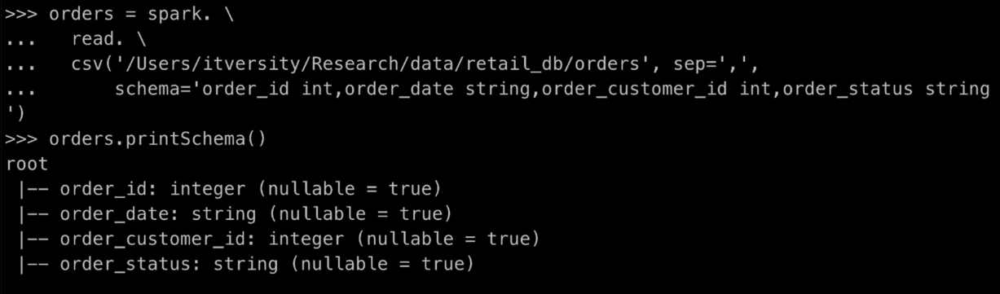 >>> orders = spark. \
...   read. \
...   csv('/Users/itversity/Research/data/retail_db/orders', sep=',',
...       schema='order_id int,order_date string,order_customer_id int,order_status string
')
>>> orders.printSchema()
root
 |-- order_id: integer (nullable = true)
 |-- order_date: string (nullable = true)
 |-- order_customer_id: integer (nullable = true)
 |-- order_status: string (nullable = true)